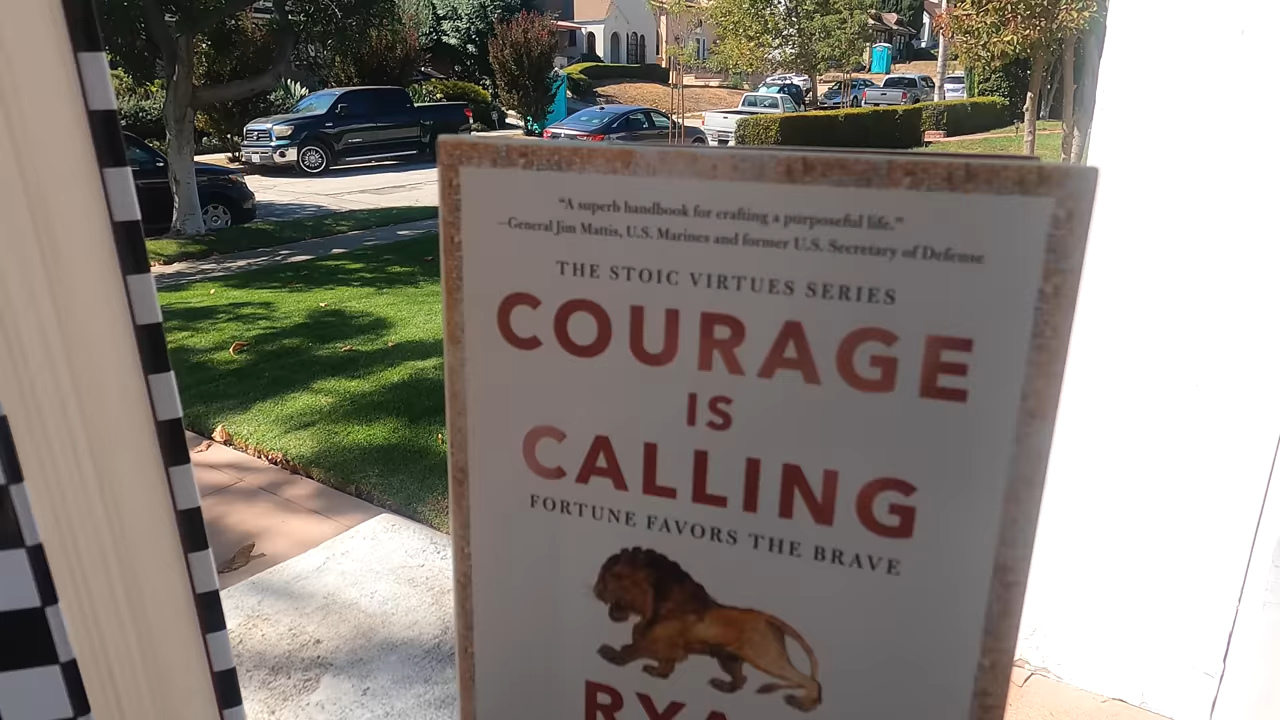 “A superb handbook for crafting a purposeful life.”
—General Jim Mattis, U.S. Marines and former U.S. Secretary of Defense
THE STOIC VIRTUES SERIES
COURAGE
IS
CALLING
FORTUNE FAVORS THE BRAVE
RYA